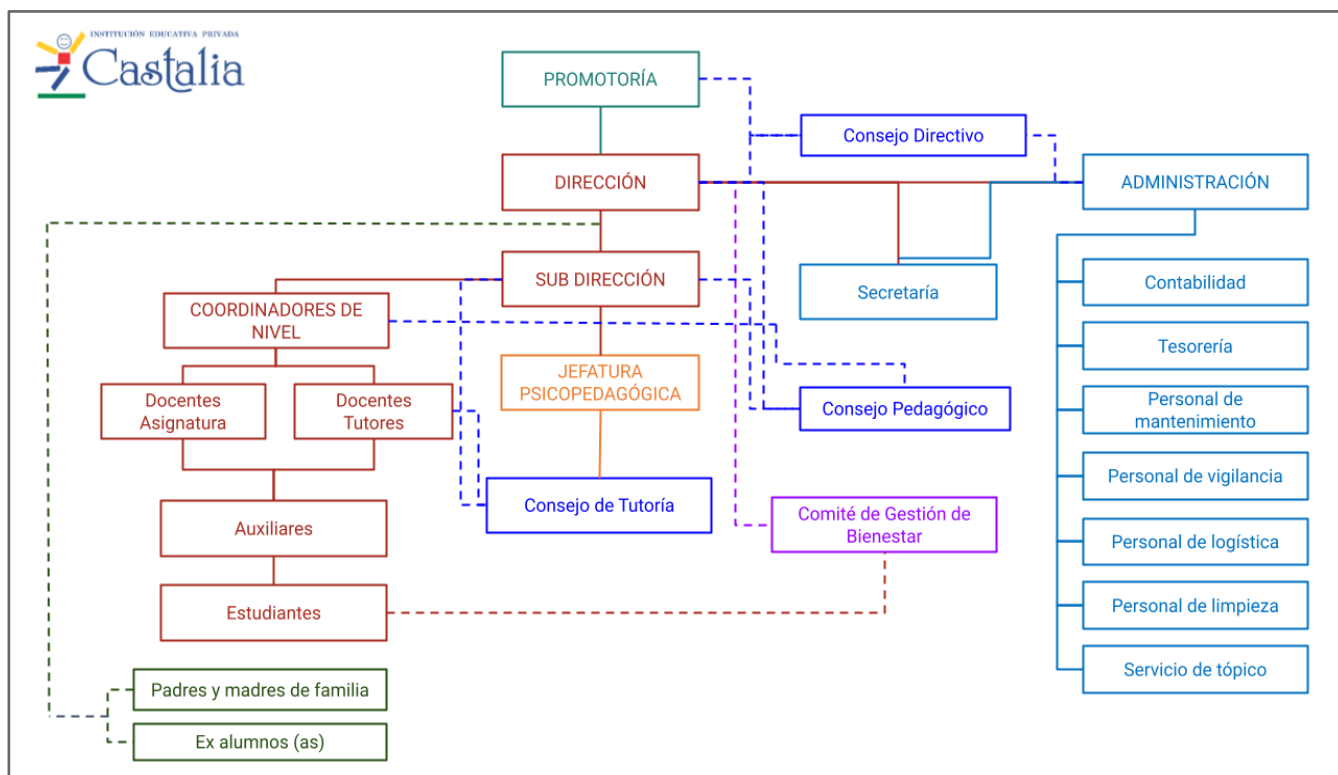 INSTITUCIÓN EDUCATIVA PRIVADA
Castalia
PROMOTORÍA
Consejo Directivo
DIRECCIÓN
ADMINISTRACIÓN
SUB DIRECCIÓN
Secretaría
Contabilidad
COORDINADORES DE
NIVEL
Tesorería
JEFATURA
PSICOPEDAGÓGICA
Docentes
Asignatura
Docentes
Tutores
Consejo Pedagógico
Personal de
mantenimiento
Personal de vigilancia
Consejo de Tutoría
Comité de Gestión de
Bienestar
Auxiliares
Personal de logística
Estudiantes
Personal de limpieza
Servicio de tópico
Padres y madres de familia
Ex alumnos (as)